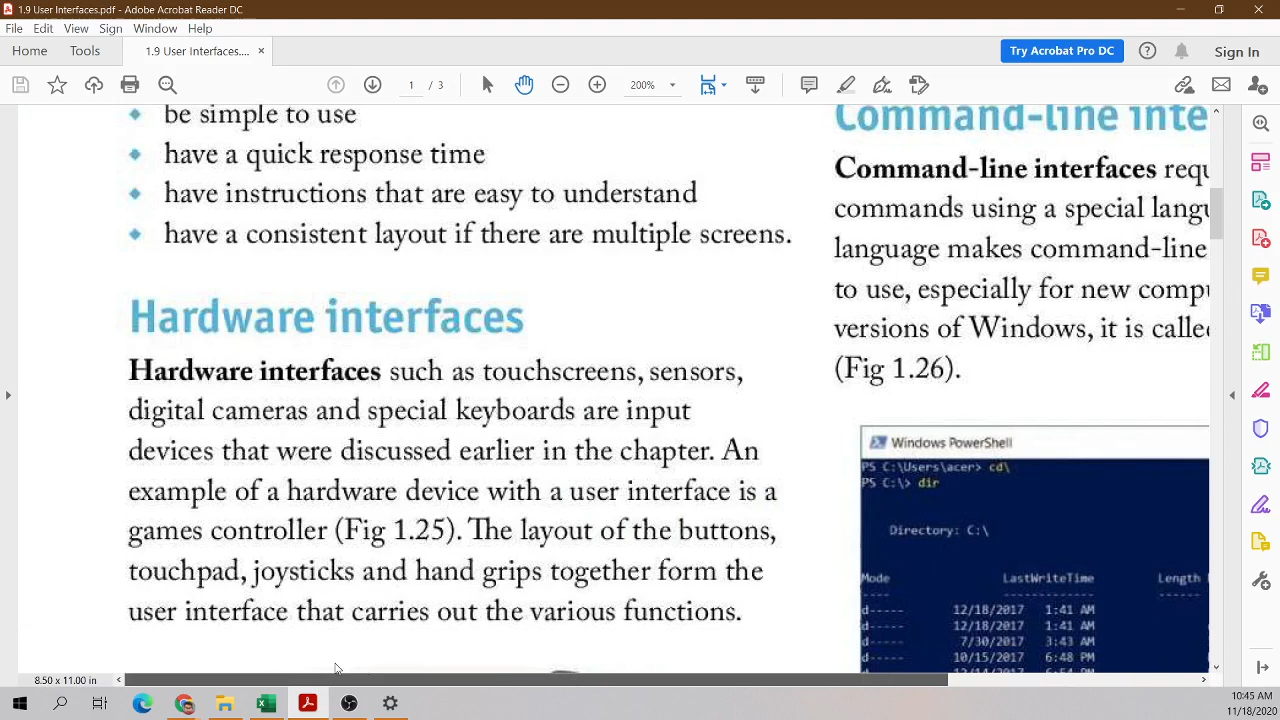 1.9 User Interfaces.pdf - Adobe Acrobat Reader DC
File Edit View Sign Window Help
Home Tools 1.9 User Interfaces.... × Try Acrobat Pro DC Sign In
1 / 3 200%
be simple to use
have a quick response time
have instructions that are easy to understand
have a consistent layout if there are multiple screens.
Hardware interfaces
Hardware interfaces such as touchscreens, sensors,
digital cameras and special keyboards are input
devices that were discussed earlier in the chapter. An
example of a hardware device with a user interface is a
games controller (Fig 1.25). The layout of the buttons,
touchpad, joysticks and hand grips together form the
user interface that carries out the various functions.
Command-line inte
Command-line interfaces requ
commands using a special langu
language makes command-line
to use, especially for new compu
versions of Windows, it is calle
(Fig 1.26).
Windows PowerShell
PS C:\Users\acer> cd\
PS C:\> dir
Directory: C:\
Mode LastWriteTime Length
---- ------------- ------
d----- 12/18/2017 1:41 AM
d----- 12/18/2017 1:41 AM
d----- 7/30/2017 3:43 AM
d----- 10/15/2017 6:48 PM
8.50 x 11.00 in
10:45 AM
11/18/2020